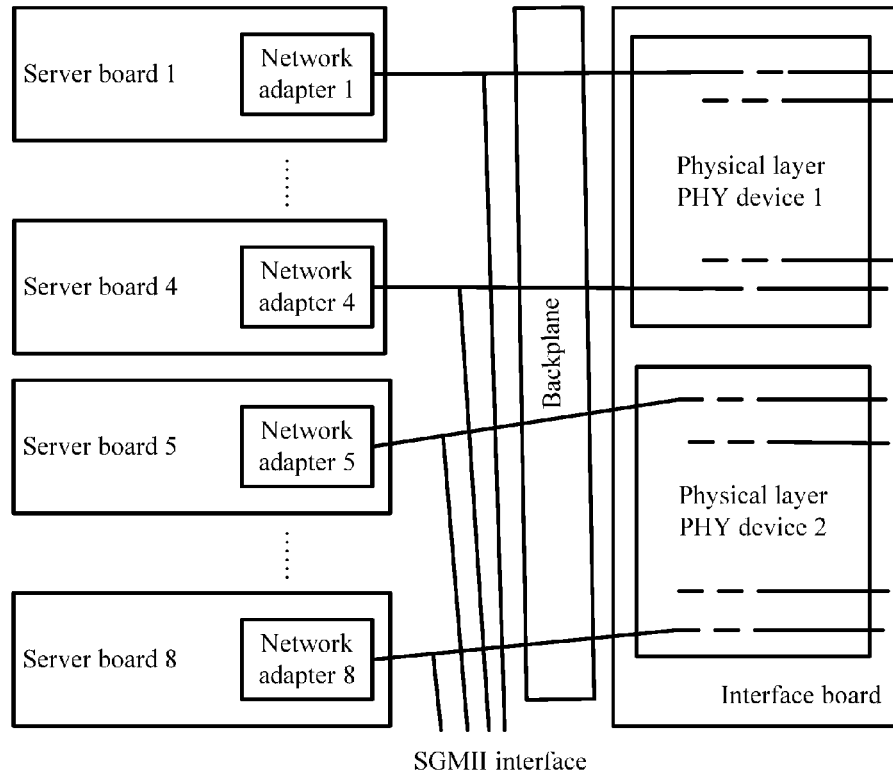 Server board 1
Network
adapter 1
Physical layer
PHY device 1
Server board 4
Network
adapter 4
Backplane
Server board 5
Network
adapter 5
Physical layer
PHY device 2
Server board 8
Network
adapter 8
Interface board
SGMII interface